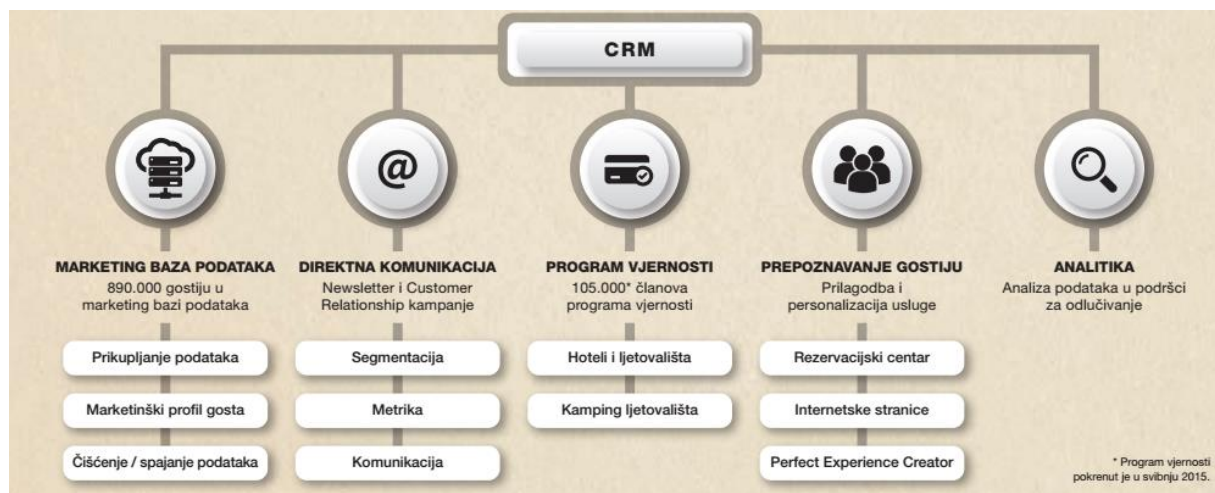 CRM
@
MARKETING BAZA PODATAKA
890.000 gostiju u
marketing bazi podataka
Prikupljanje podataka
Marketinški profil gosta
Čišćenje / spajanje podataka
DIREKTNA KOMUNIKACIJA
Newsletter i Customer
Relationship kampanje
Segmentacija
Metrika
Komunikacija
PROGRAM VJERNOSTI
105.000* članova
programa vjernosti
Hoteli i ljetovališta
Kamping ljetovališta
PREPOZNAVANJE GOSTIJU
Prilagodba i
personalizacija usluge
Rezervacijski centar
Internetske stranice
Perfect Experience Creator
ANALITIKA
Analiza podataka u podršci
za odlučivanje
* Program vjernosti
pokrenut je u svibnju 2015.